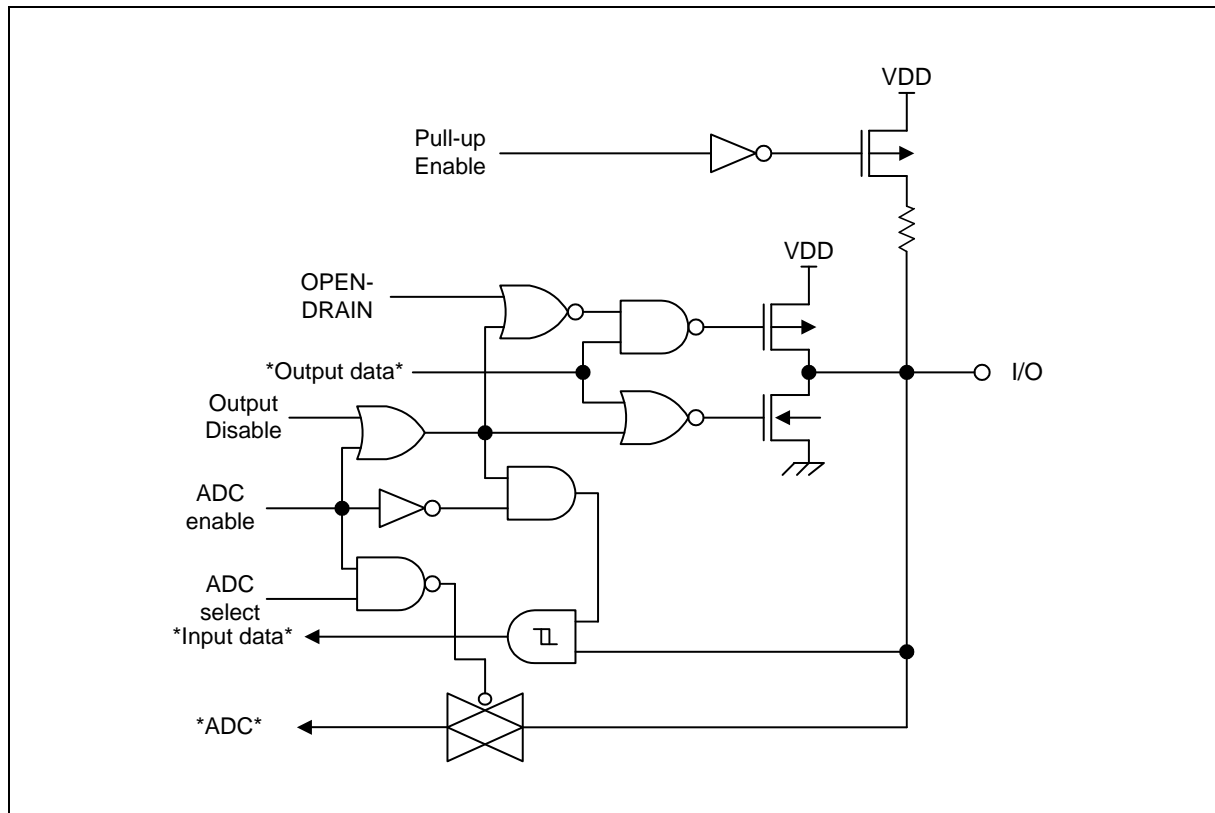 VDD
Pull-up
Enable
VDD
OPEN-
DRAIN
*Output data*
I/O
Output
Disable
ADC
enable
ADC
select
*Input data*
*ADC*